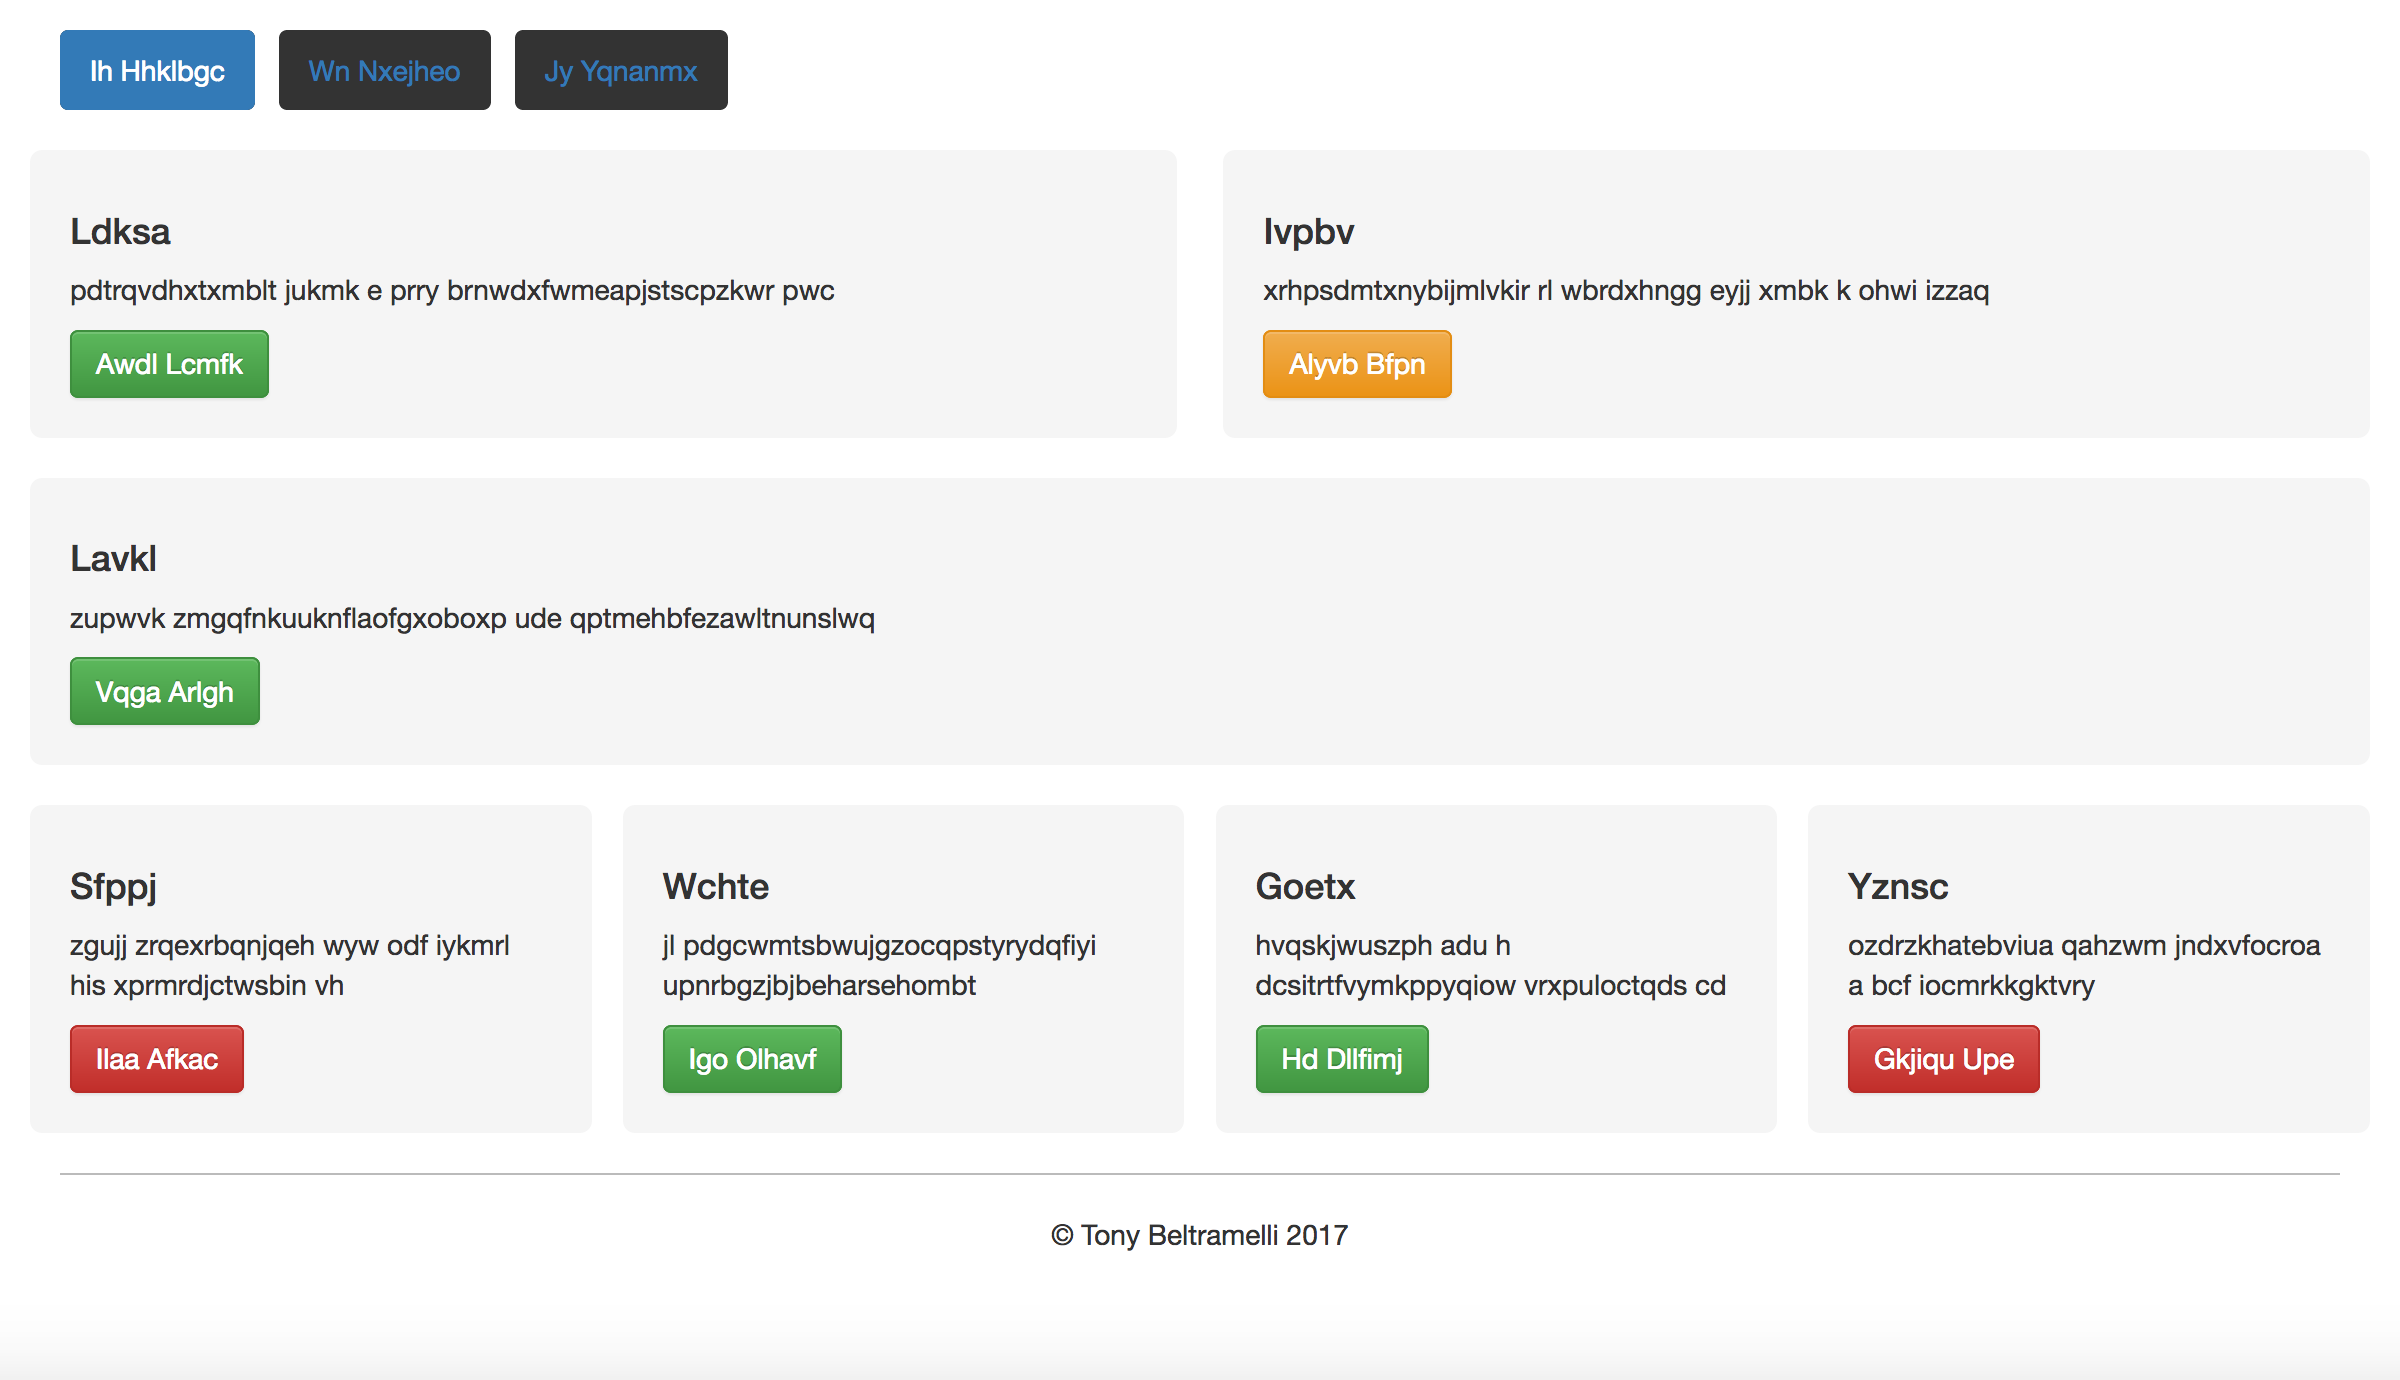 Ih Hhklbgc
Wn Nxejheo
Jy Yqnanmx
Ldksa
pdtrqvdhxtxmblt jukmk e prry brnwdxfwmeapjstscpzkwr pwc
Awdl Lcmfk
Ivpbv
xrhpsdmtxnybijmlvkir rl wbrdxhngg eyjj xmbk k ohwi izzaq
Alyvb Bfpn
Lavkl
zupwvk zmgqfnkuuknflaofgxoboxp ude qptmehbfezawltnunslwq
Vqga Arlgh
Sfppj
zgujj zrqexrbqnjqeh wyw odf iykmrl
his xprmrdjctwsbin vh
Ilaa Afkac
Wchte
jl pdgcwmtsbwujgzocqpstyrydqfiyi
upnrbgzjbjbeharsehombt
Igo Olhavf
Goetx
hvqskjwuszph adu h
dcsitrtfvymkppyqiow vrxpuloctqds cd
Hd Dllfimj
Yznsc
ozdrzkhatebviua qahzwm jndxvfocroa
a bcf iocmrkkgktvry
Gkjiqu Upe
© Tony Beltramelli 2017